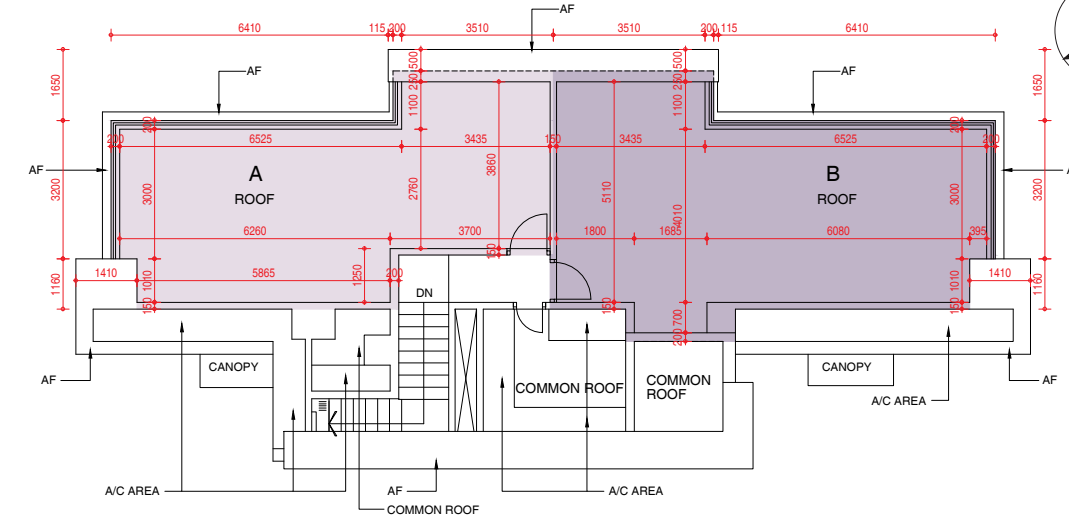 AF
6410
115
200
3510
3510
200
115
6410
1650
AF
500
250
1100
500
250
1100
AF
1650
200
200
6525
3435
150
3435
6525
200
200
AF
3200
3000
A
ROOF
2760
3860
5110
4010
B
ROOF
3000
3200
6260
3700
1800
1685
6080
395
150
1410
1160
1010
150
5865
1250
200
DN
150
700
200
1010
150
1410
1160
CANOPY
AF
COMMON ROOF
COMMON
ROOF
CANOPY
A/C AREA
AF
A/C AREA
AF
COMMON ROOF
A/C AREA